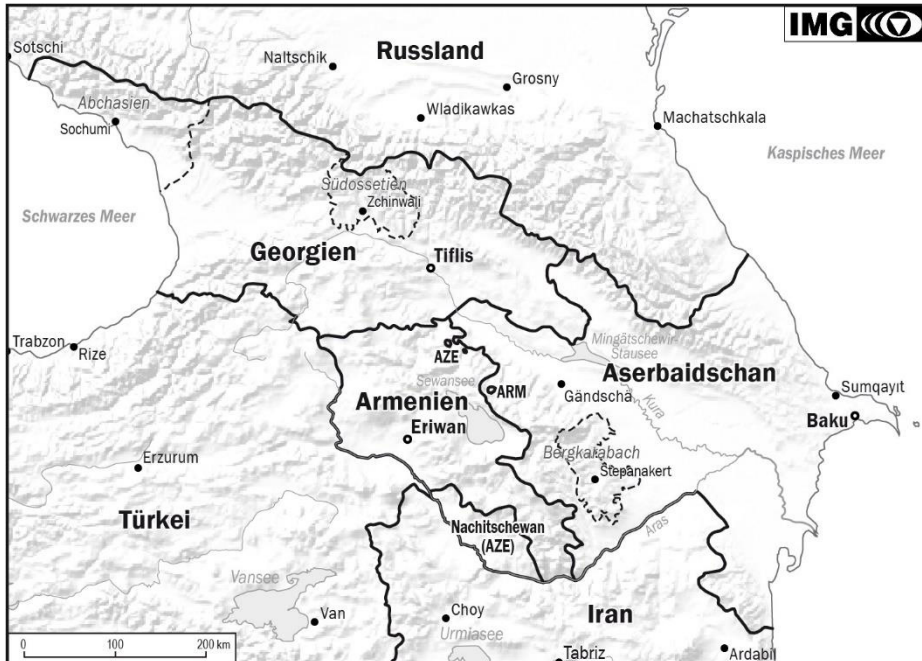 IMG
Sotschi
Naltschik
Russland
Grosny
Abchasien
Sochumi
Wladikawkas
Machatschkala
Kaspisches Meer
Südossetien
Zchinwali
Schwarzes Meer
Georgien
Tiflis
Trabzon
Rize
AZE
Mingätschewir-
Stausee
Aserbaidschan
Sewansee
ARM
Armenien
Gändschä
Kura
Sumqayıt
Baku
Eriwan
Erzurum
Bergkarabach
Stepanakert
Türkei
Nachitschewan
(AZE)
Aras
Vansee
Van
Choy
Iran
Urmiasee
Tabriz
Ardabil
0 100 200 km